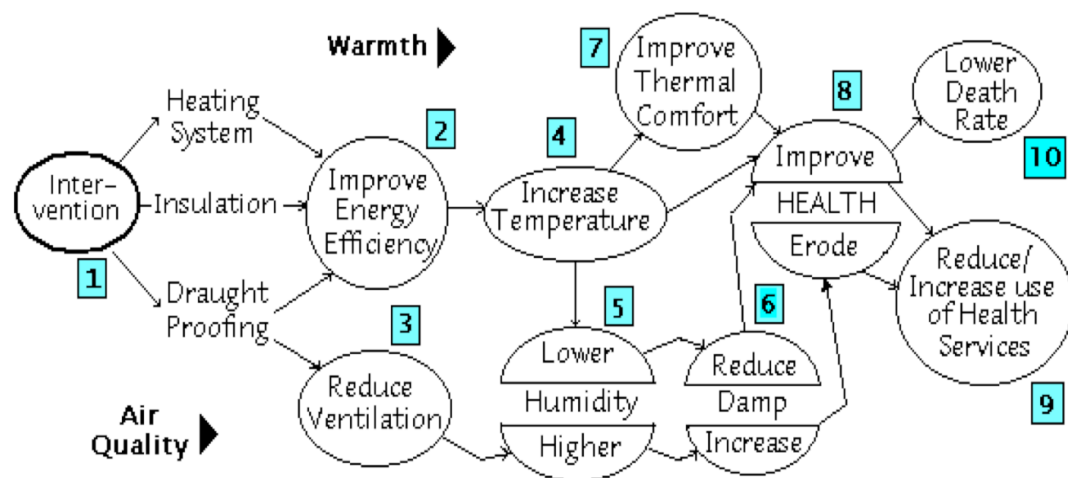 Warmth
7
Improve
Thermal
Comfort
Lower
Death
Rate
10
Heating
System
2
4
8
Inter-
vention
1
Insulation
Improve
Energy
Efficiency
Increase
Temperature
Improve
HEALTH
Erode
Draught
Proofing
3
5
6
Reduce/
Increase use
of Health
Services
9
Reduce
Ventilation
Lower
Humidity
Higher
Reduce
Damp
Increase
Air
Quality